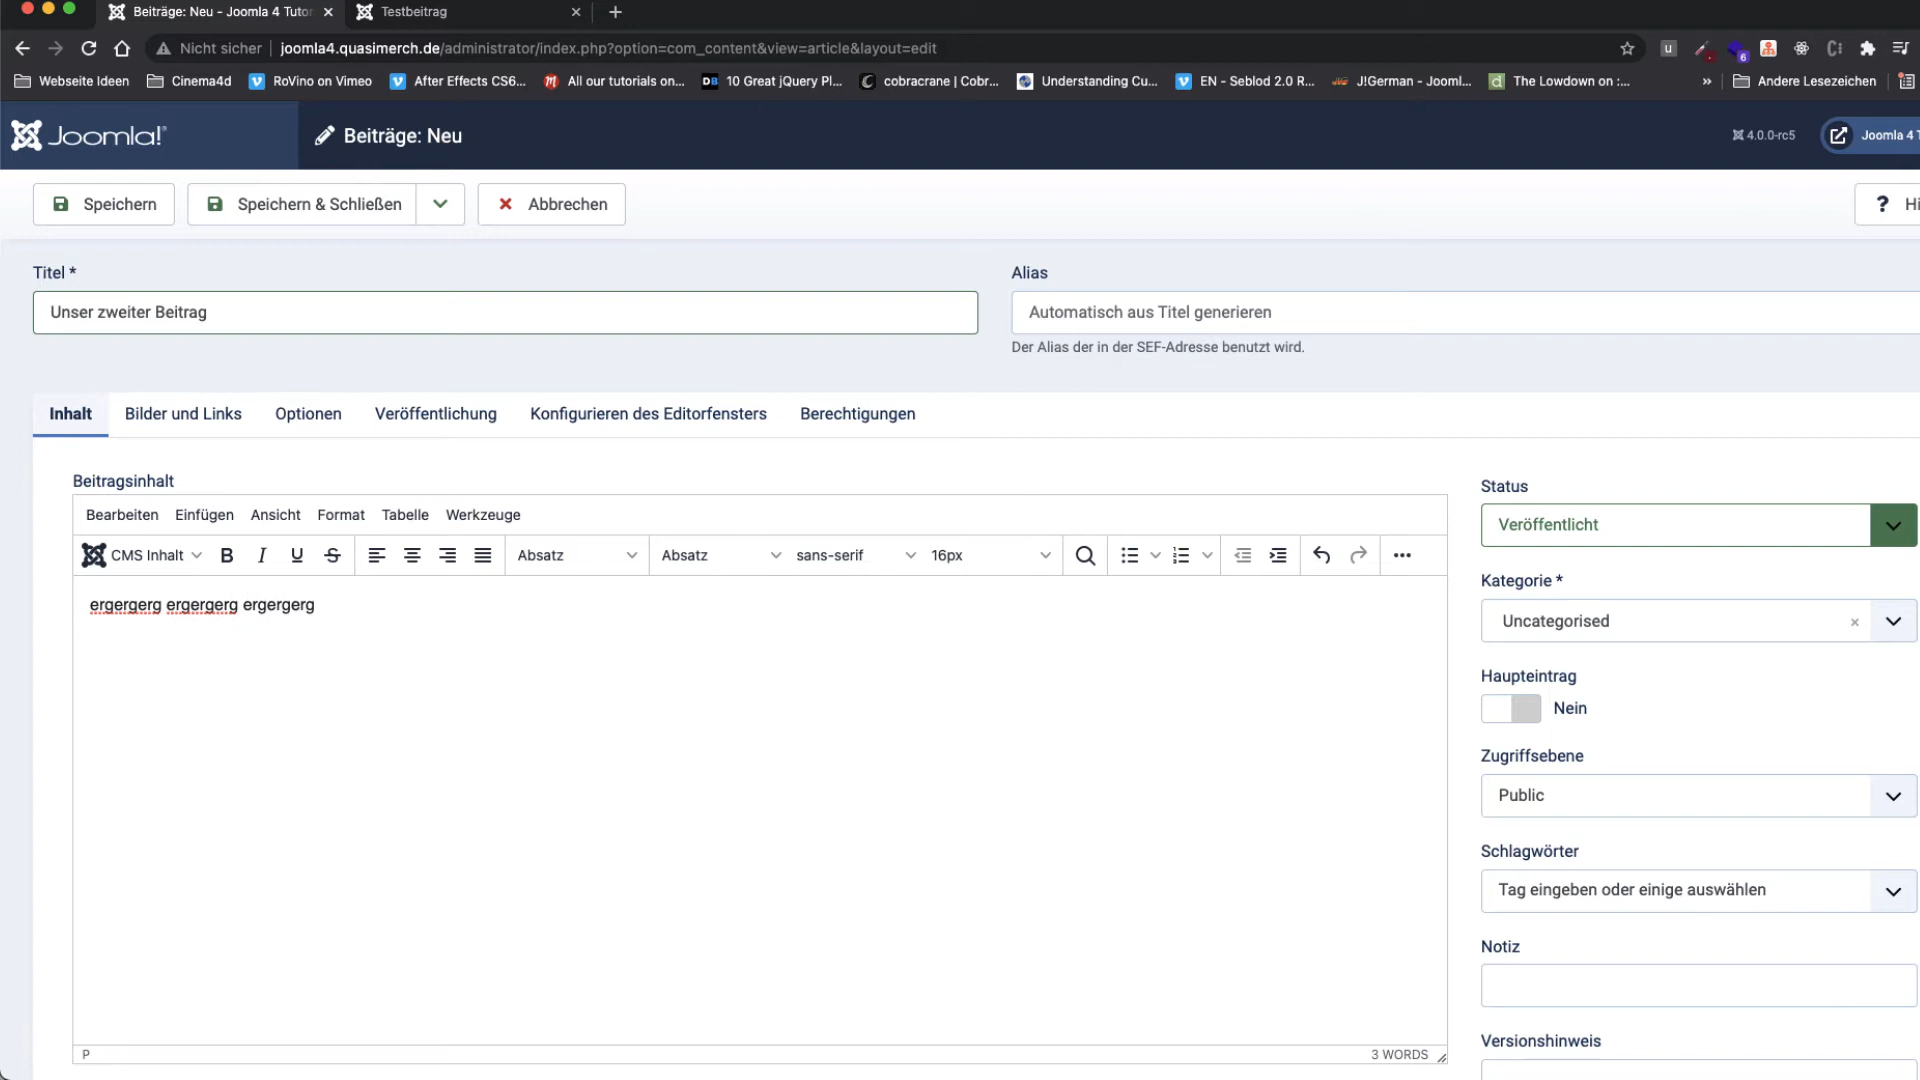 Beiträge: Neu - Joomla 4 Tutor
Testbeitrag
Nicht sicher
joomla4.quasimerch.de/administrator/index.php?option=com_content&view=article&layout=edit
u
6
Webseite Ideen
Cinema4d
RoVino on Vimeo
After Effects CS6...
All our tutorials on...
10 Great jQuery Pl...
cobracrane | Cobr...
Understanding Cu...
EN - Seblod 2.0 R...
J!German - Jooml...
The Lowdown on :...
»
Andere Lesezeichen
Joomla!
Beiträge: Neu
4.0.0-rc5
Joomla 4
Speichern
Speichern & Schließen
Abbrechen
? Hi
Titel *
Alias
Unser zweiter Beitrag
Automatisch aus Titel generieren
Der Alias der in der SEF-Adresse benutzt wird.
Inhalt
Bilder und Links
Optionen
Veröffentlichung
Konfigurieren des Editorfensters
Berechtigungen
Beitragsinhalt
Bearbeiten
Einfügen
Ansicht
Format
Tabelle
Werkzeuge
CMS Inhalt
B
I
U
S
Absatz
Absatz
sans-serif
16px
ergergerg ergergerg ergergerg
P
3 WORDS
Status
Veröffentlicht
Kategorie *
Uncategorised
×
Haupteintrag
Nein
Zugriffsebene
Public
Schlagwörter
Tag eingeben oder einige auswählen
Notiz
Versionshinweis